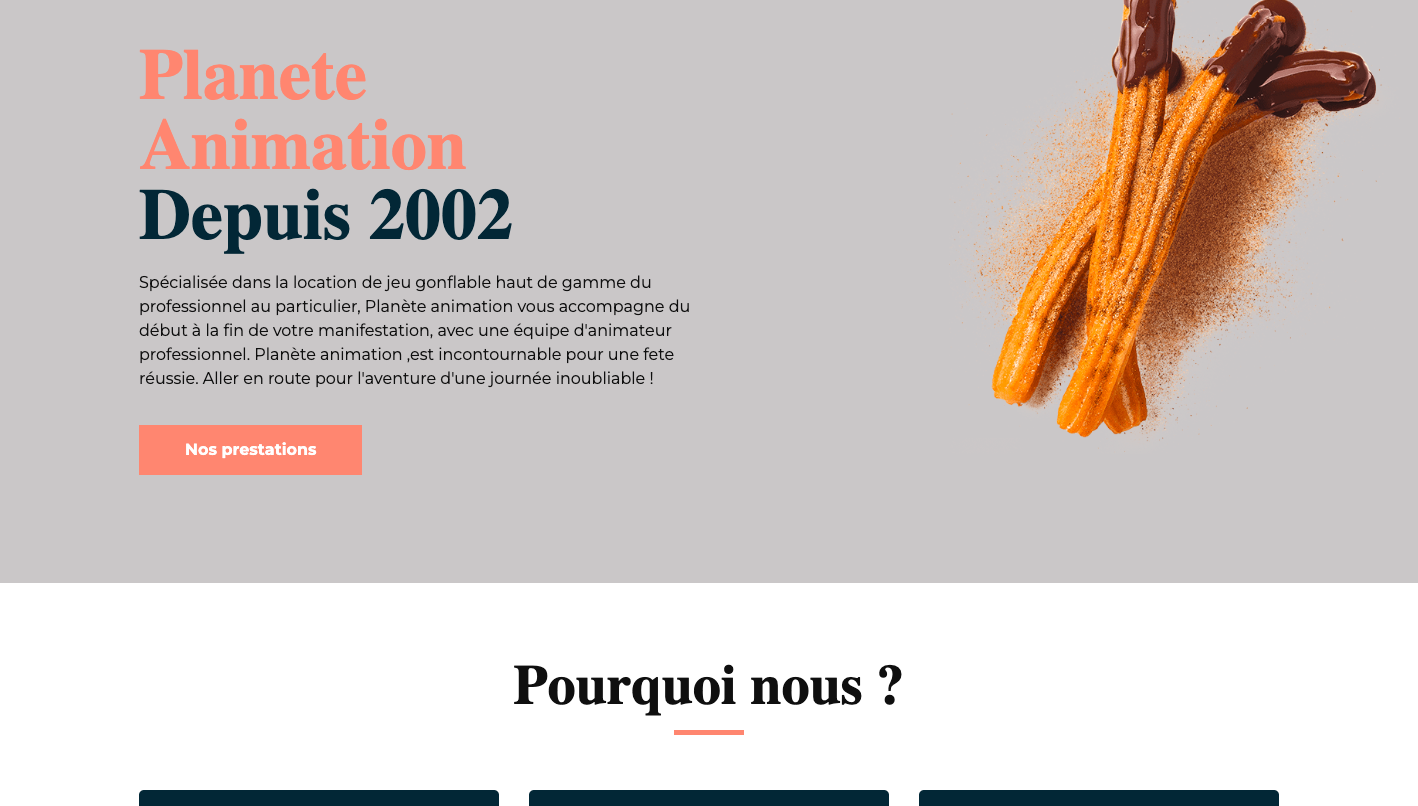 Planete
Animation
Depuis 2002
Spécialisée dans la location de jeu gonflable haut de gamme du
professionnel au particulier, Planète animation vous accompagne du
début à la fin de votre manifestation, avec une équipe d'animateur
professionnel. Planète animation ,est incontournable pour une fete
réussie. Aller en route pour l'aventure d'une journée inoubliable !
Nos prestations
Pourquoi nous ?